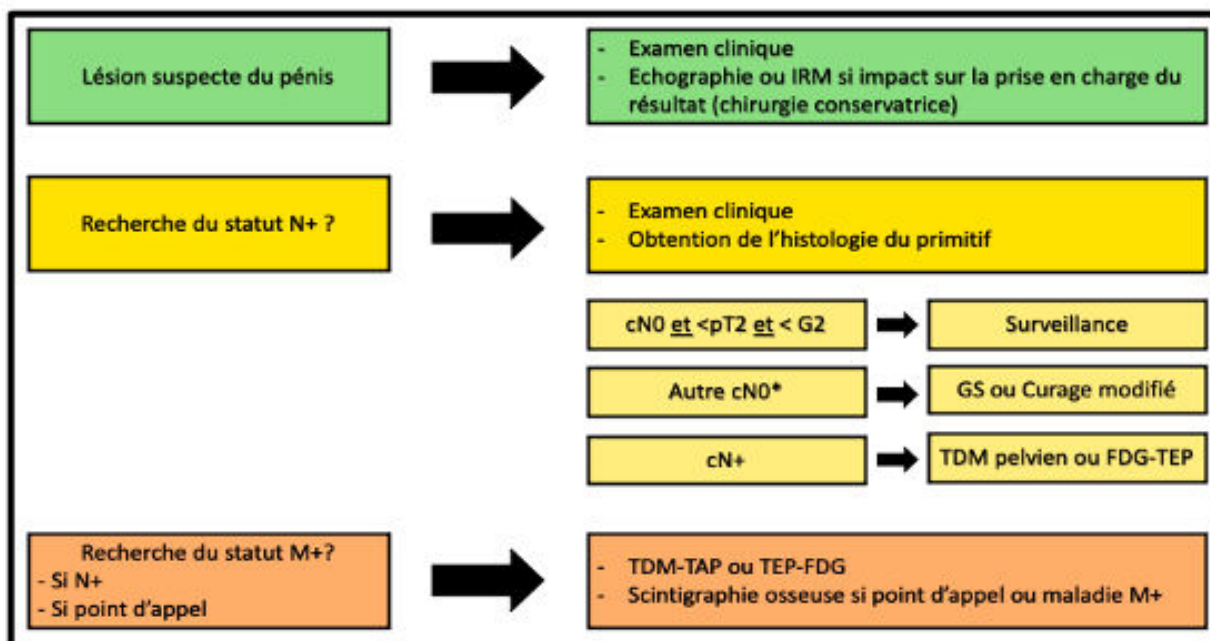 Lésion suspecte du pénis
- Examen clinique
- Echographie ou IRM si impact sur la prise en charge du
résultat (chirurgie conservatrice)
Recherche du statut N+ ?
- Examen clinique
- Obtention de l'histologie du primitif
cN0 et <pT2 et < G2
Surveillance
Autre cN0*
GS ou Curage modifié
cN+
TDM pelvien ou FDG-TEP
Recherche du statut M+?
- Si N+
- Si point d'appel
- TDM-TAP ou TEP-FDG
- Scintigraphie osseuse si point d'appel ou maladie M+